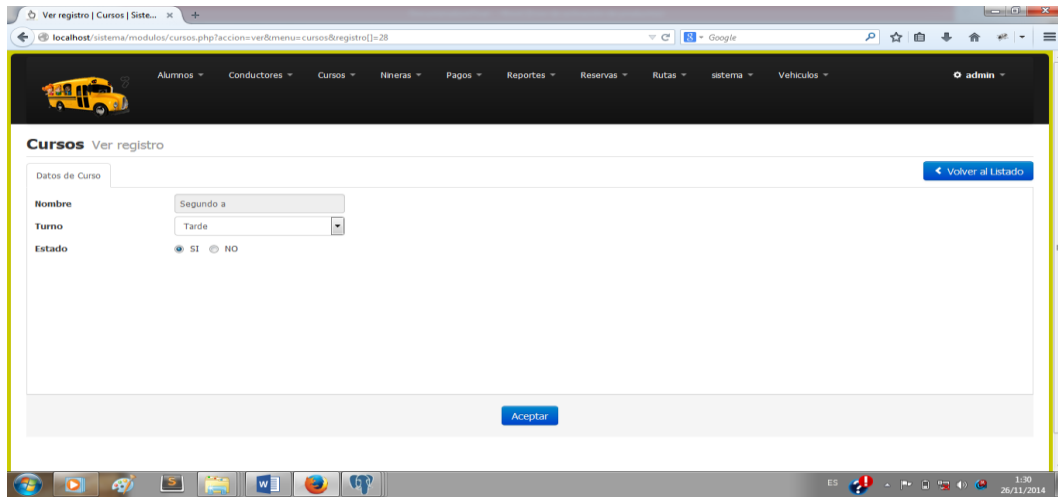 Ver registro | Cursos | Siste...
localhost/sistema/modulos/cursos.php?accion=ver&menu=cursos&registro[]=28
Google
Alumnos Conductores Cursos Nineras Pagos Reportes Reservas Rutas sistema Vehiculos admin
Cursos Ver registro
Datos de Curso
Volver al Listado
Nombre Segundo a
Turno Tarde
Estado SI NO
Aceptar
ES
1:30
26/11/2014